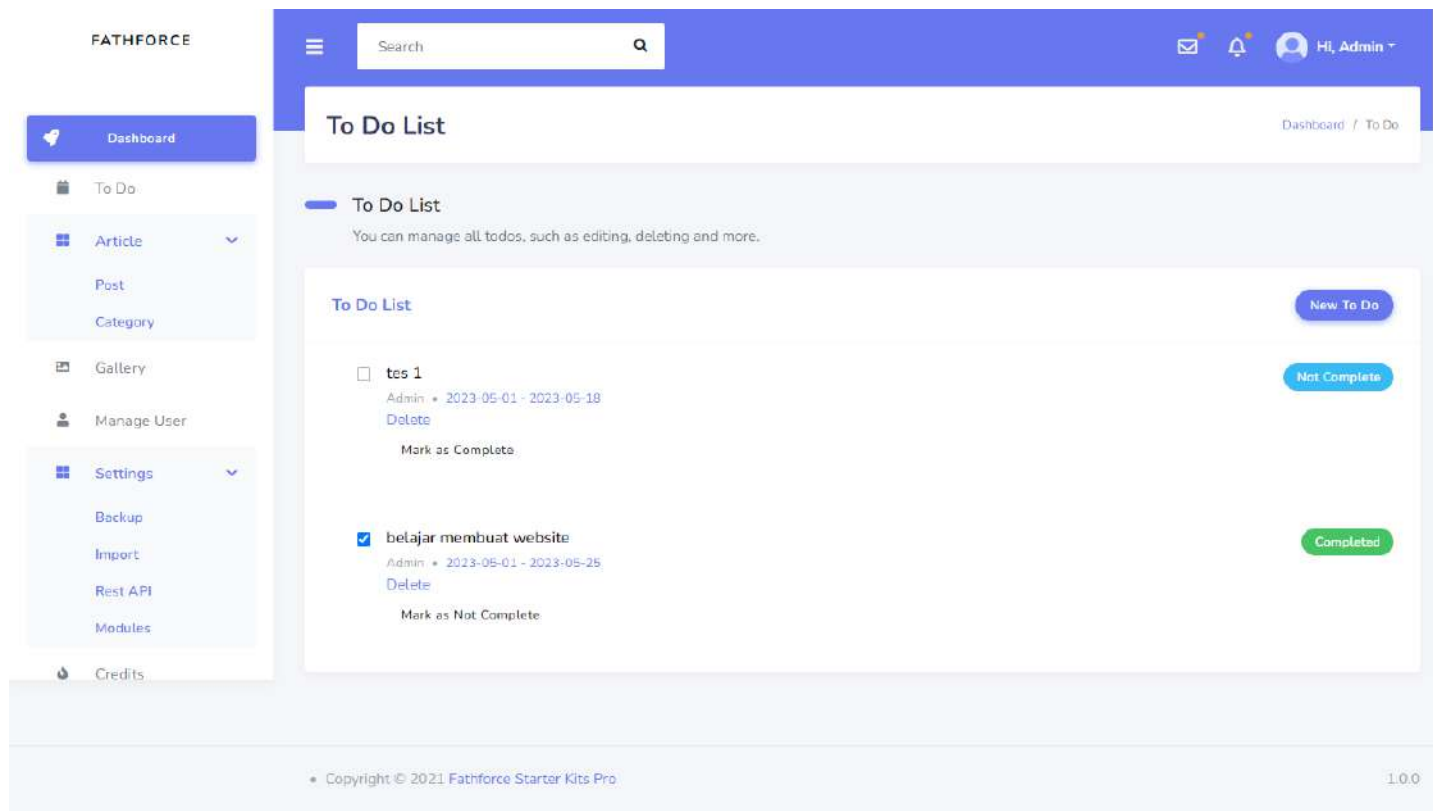 FATHFORCE
Search
Hi, Admin
Dashboard
To Do
Article
Post
Category
Gallery
Manage User
Settings
Backup
Import
Rest API
Modules
Credits
To Do List
Dashboard / To Do
To Do List
You can manage all todos, such as editing, deleting and more.
To Do List
New To Do
tes 1
Not Complete
Admin • 2023-05-01 - 2023-05-18
Delete
Mark as Complete
belajar membuat website
Completed
Admin • 2023-05-01 - 2023-05-25
Delete
Mark as Not Complete
• Copyright © 2021 Fathforce Starter Kits Pro
1.0.0